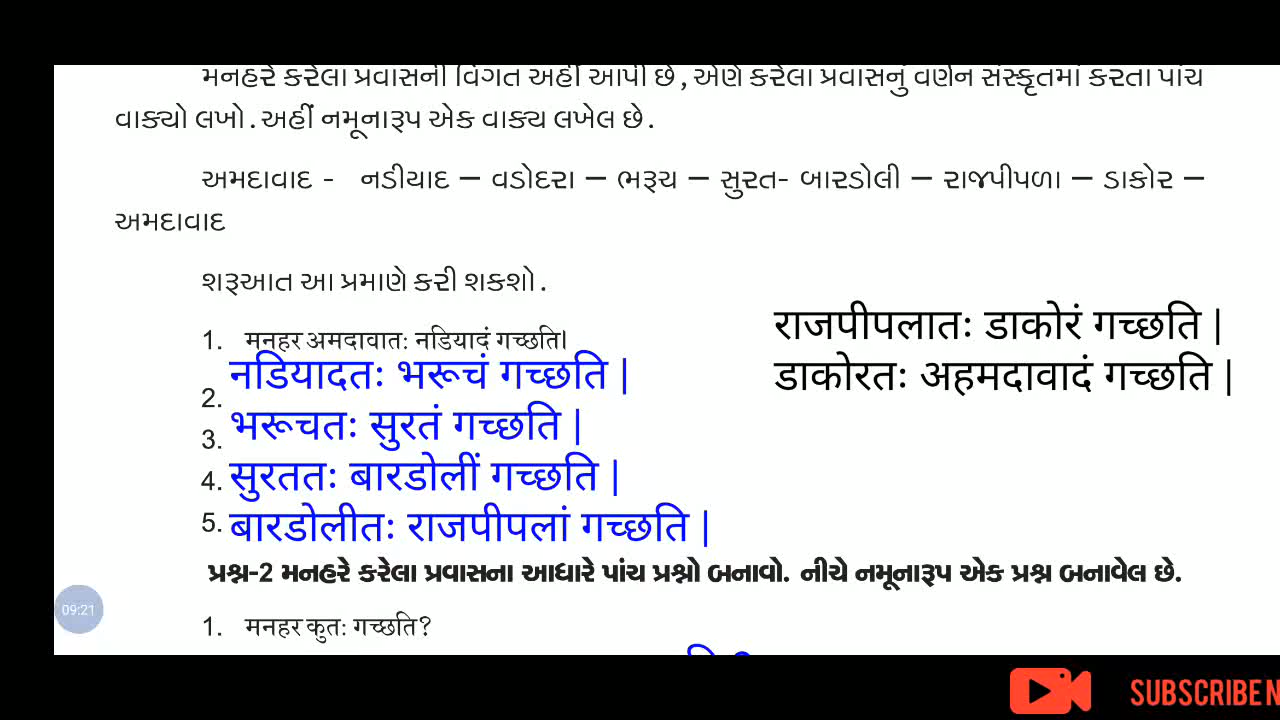 મનહરે કરેલા પ્રવાસની વિગત અહીં આપી છે,એણે કરેલા પ્રવાસનું વર્ણન સંસ્કૃતમાં કરતા પાંચ
વાક્યો લખો.અહીં નમૂનારૂપ એક વાક્ય લખેલ છે.
અમદાવાદ - નડીયાદ – વડોદરા – ભરૂચ – સુરત- બારડોલી – રાજપીપળા – ડાકોર –
અમદાવાદ
શરૂઆત આ પ્રમાણે કરી શકશો.
1. मनहर अमदावातः नडियादं गच्छति।
2. नडियादतः भरूचं गच्छति |
3. भरूचतः सुरतं गच्छति |
4. सुरततः बारडोलीं गच्छति |
5. बारडोलीतः राजपीपलां गच्छति |
राजपीपलातः डाकोरं गच्छति |
डाकोरतः अहमदावादं गच्छति |
પ્રશ્ન-2 મનહરે કરેલા પ્રવાસના આધારે પાંચ પ્રશ્નો બનાવો. નીચે નમૂનારૂપ એક પ્રશ્ન બનાવેલ છે.
09:21
1. मनहर कुतः गच्छति?
SUBSCRIBE N